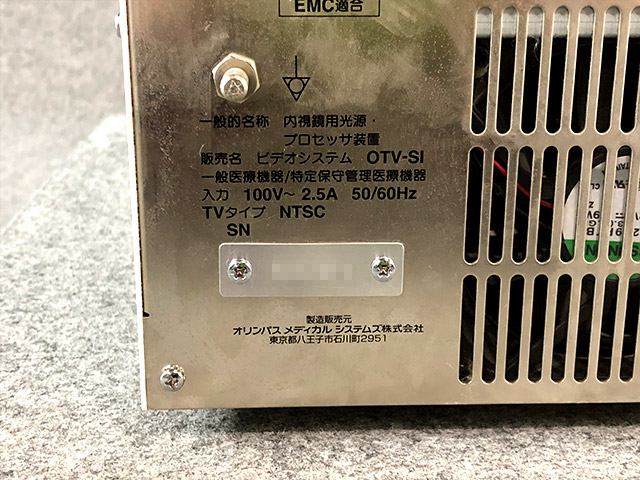 EMC適合
一般的名称 内視鏡用光源・
プロセッサ装置
販売名 ビデオシステム OTV-SI
一般医療機器/特定保守管理医療機器
入力 100V～ 2.5A 50/60Hz
TVタイプ NTSC
SN
製造販売元
オリンパス メディカル システムズ株式会社
東京都八王子市石川町2951